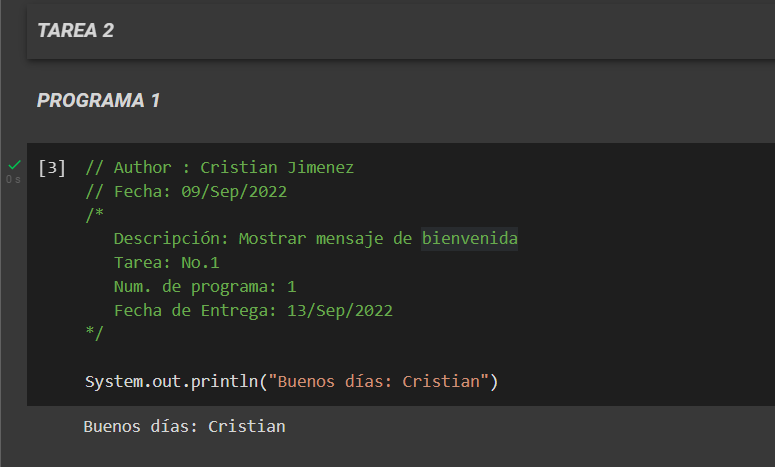 TAREA 2
PROGRAMA 1
[3] // Author : Cristian Jimenez
0 s
// Fecha: 09/Sep/2022
/*
Descripción: Mostrar mensaje de bienvenida
Tarea: No.1
Num. de programa: 1
Fecha de Entrega: 13/Sep/2022
*/
System.out.println("Buenos días: Cristian")
Buenos días: Cristian